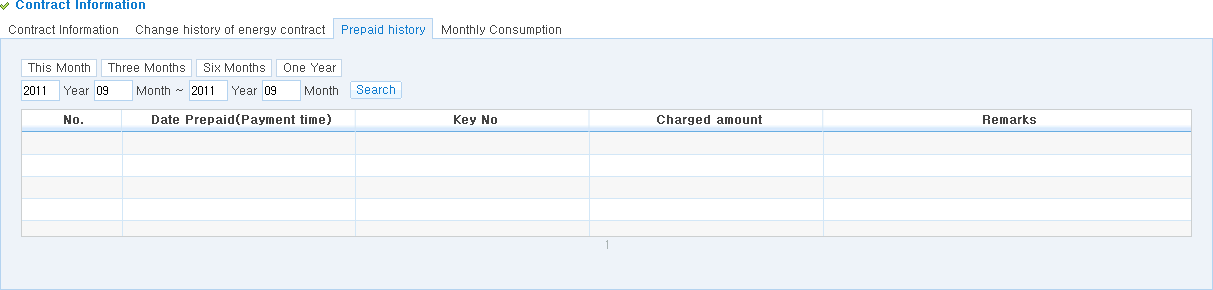 Contract Information
Contract Information Change history of energy contract Prepaid history Monthly Consumption
This Month Three Months Six Months One Year
2011 Year 09 Month ~ 2011 Year 09 Month Search
No. Date Prepaid(Payment time) Key No Charged amount Remarks
1